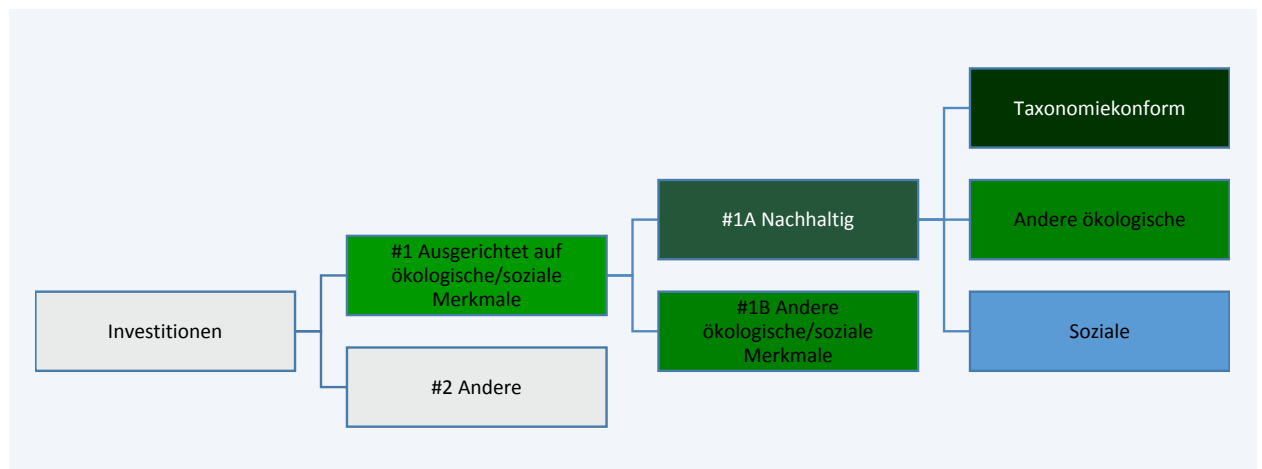 Investitionen
#1 Ausgerichtet auf
ökologische/soziale
Merkmale
#2 Andere
#1A Nachhaltig
#1B Andere
ökologische/soziale
Merkmale
Taxonomiekonform
Andere ökologische
Soziale